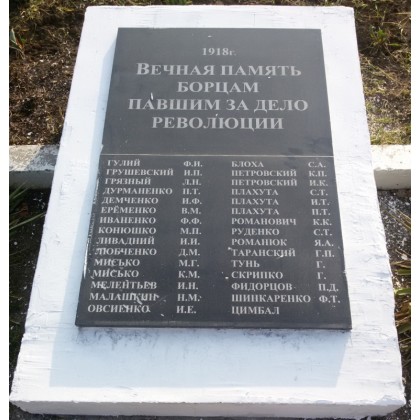 1918г.
ВЕЧНАЯ ПАМЯТЬ
БОРЦАМ
ПАВШИМ ЗА ДЕЛО
РЕВОЛЮЦИИ
ГУЛИЙ Ф.Н.
ГРУШЕВСКИЙ И.П.
ГРЯЗНЫЙ Д.П.
ДУРМАНЕНКО П.Т.
ДЕМЧЕНКО И.Ф.
ЕРЁМЕНКО В.М.
ИВАНЕНКО Ф.Ф.
КОНЮШКО М.П.
ЛИВАДНИЙ И.И.
ЛЮБЧЕНКО Д.М.
МИСЬКО М.Г.
МИСЬКО К.М.
МЕЛЕНТЬЕВ И.Н.
МАЛАШКИН Н.М.
ОВСИЕНКО И.Е.
БЛОХА С.А.
ПЕТРОВСКИЙ К.П.
ПЕТРОВСКИЙ И.К.
ПЛАХУТА С.Т.
ПЛАХУТА И.Т.
ПЛАХУТА П.Т.
РОМАНОВИЧ К.К.
РУДЕНКО С.Т.
РОМАНЮК Я.А.
ТАРАНСКИЙ Г.П.
ТУНЬ Г.
СКРИПКО Г.
ФИДОРЦОВ П.Д.
ШИНКАРЕНКО Ф.Т.
ЦИМБАЛ